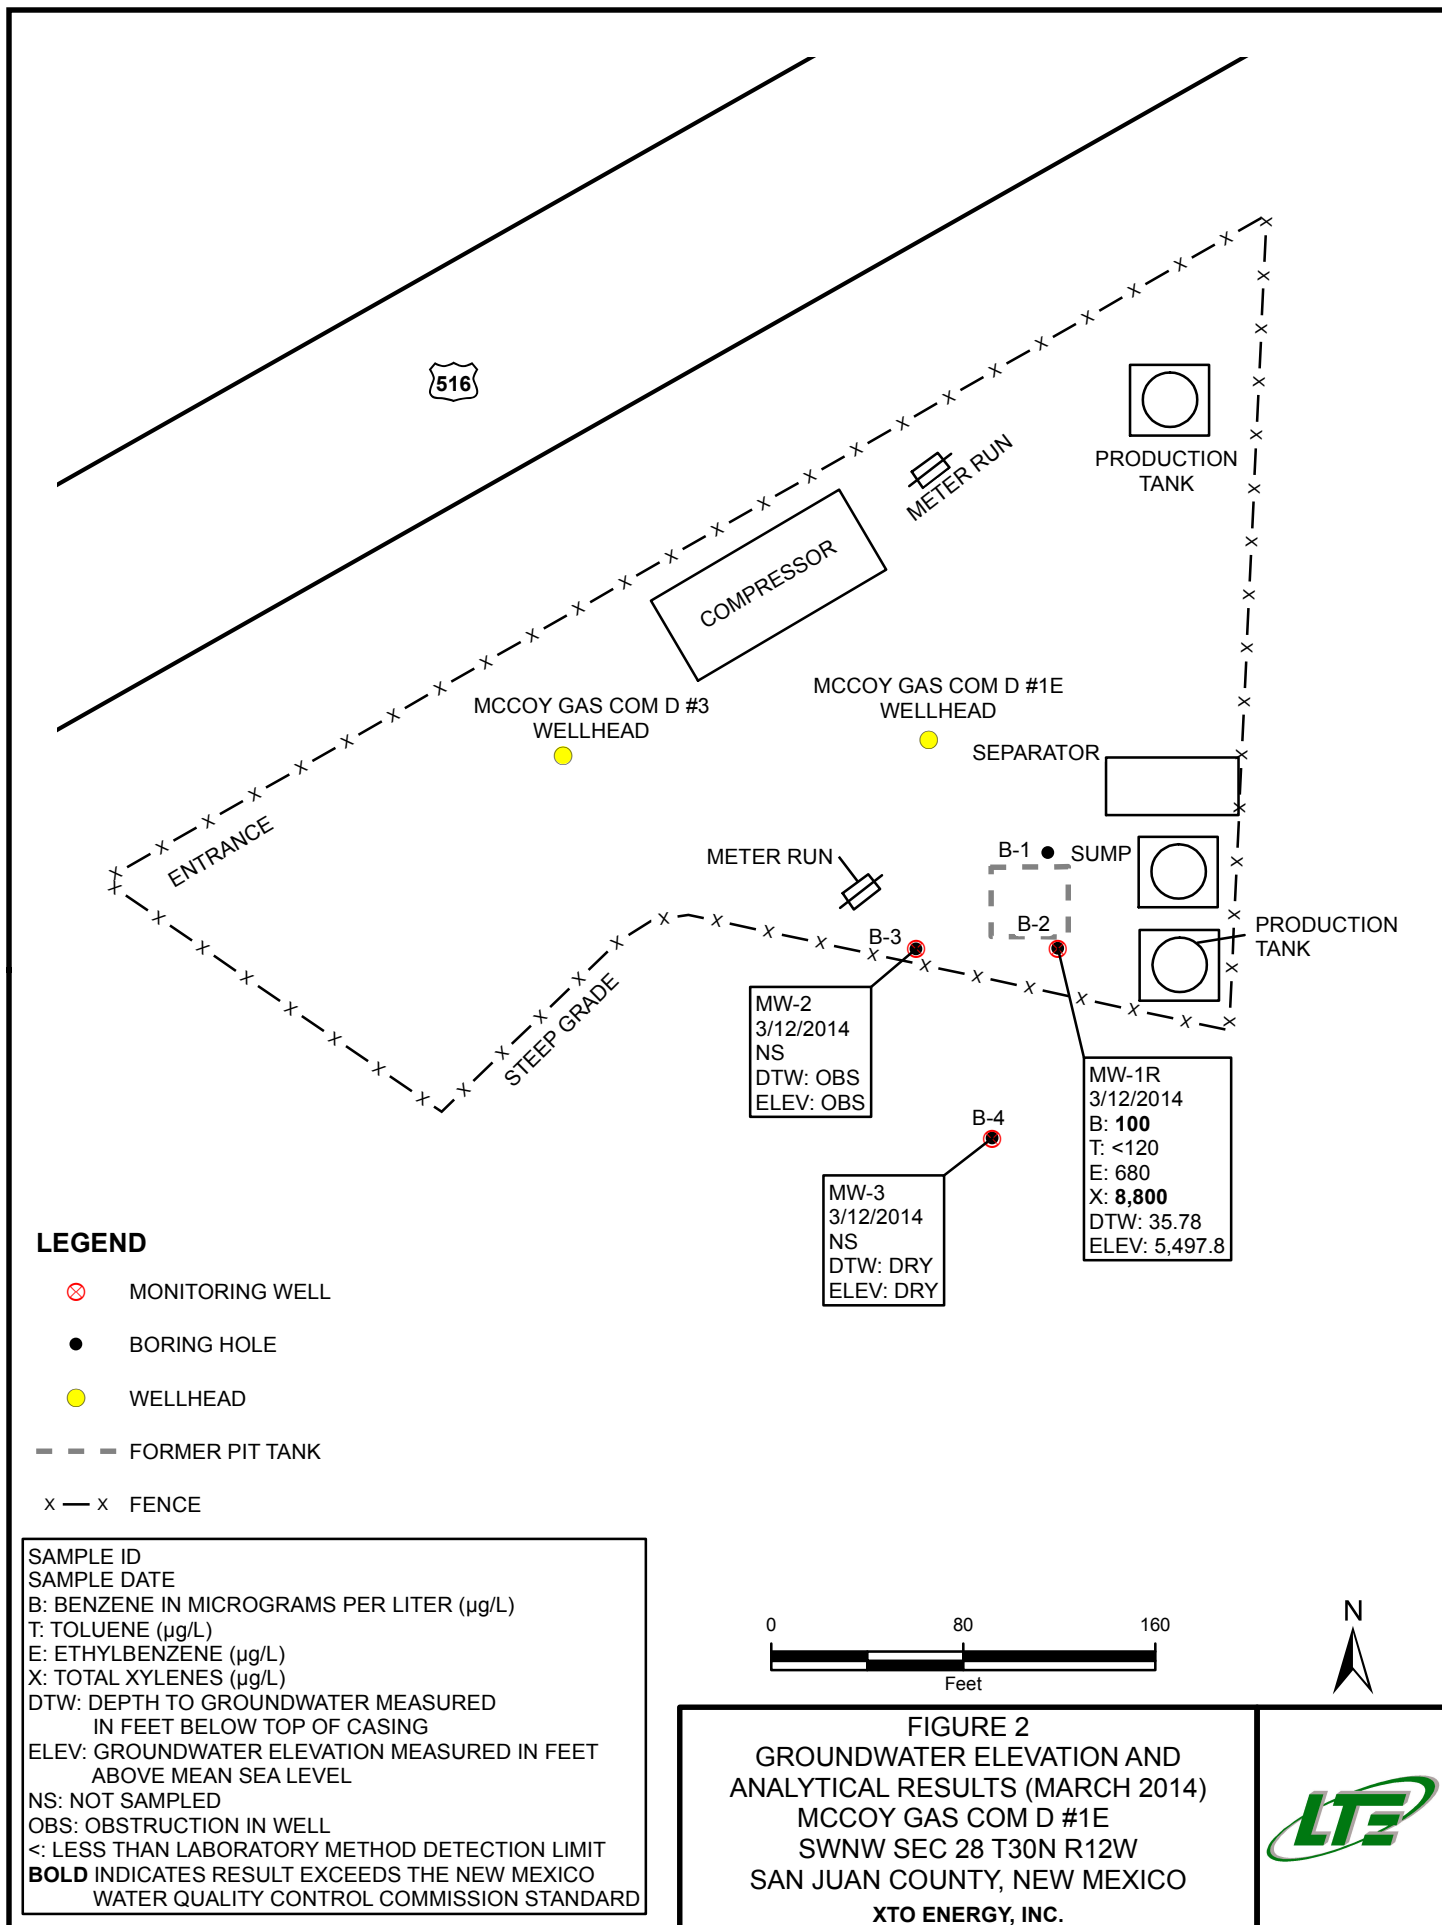 516
PRODUCTION
TANK
METER RUN
COMPRESSOR
MCCOY GAS COM D #3
WELLHEAD
MCCOY GAS COM D #1E
WELLHEAD
SEPARATOR
ENTRANCE
METER RUN
B-1
SUMP
B-2
B-3
PRODUCTION
TANK
STEEP GRADE
MW-2
3/12/2014
NS
DTW: OBS
ELEV: OBS
MW-1R
3/12/2014
B: 100
T: <120
E: 680
X: 8,800
DTW: 35.78
ELEV: 5,497.8
B-4
MW-3
3/12/2014
NS
DTW: DRY
ELEV: DRY
LEGEND
MONITORING WELL
BORING HOLE
WELLHEAD
FORMER PIT TANK
X X FENCE
SAMPLE ID
SAMPLE DATE
B: BENZENE IN MICROGRAMS PER LITER (µg/L)
T: TOLUENE (µg/L)
E: ETHYLBENZENE (µg/L)
X: TOTAL XYLENES (µg/L)
DTW: DEPTH TO GROUNDWATER MEASURED
IN FEET BELOW TOP OF CASING
ELEV: GROUNDWATER ELEVATION MEASURED IN FEET
ABOVE MEAN SEA LEVEL
NS: NOT SAMPLED
OBS: OBSTRUCTION IN WELL
<: LESS THAN LABORATORY METHOD DETECTION LIMIT
BOLD INDICATES RESULT EXCEEDS THE NEW MEXICO
WATER QUALITY CONTROL COMMISSION STANDARD
0 80 160
Feet
N
FIGURE 2
GROUNDWATER ELEVATION AND
ANALYTICAL RESULTS (MARCH 2014)
MCCOY GAS COM D #1E
SWNW SEC 28 T30N R12W
SAN JUAN COUNTY, NEW MEXICO
XTO ENERGY, INC.
LTE